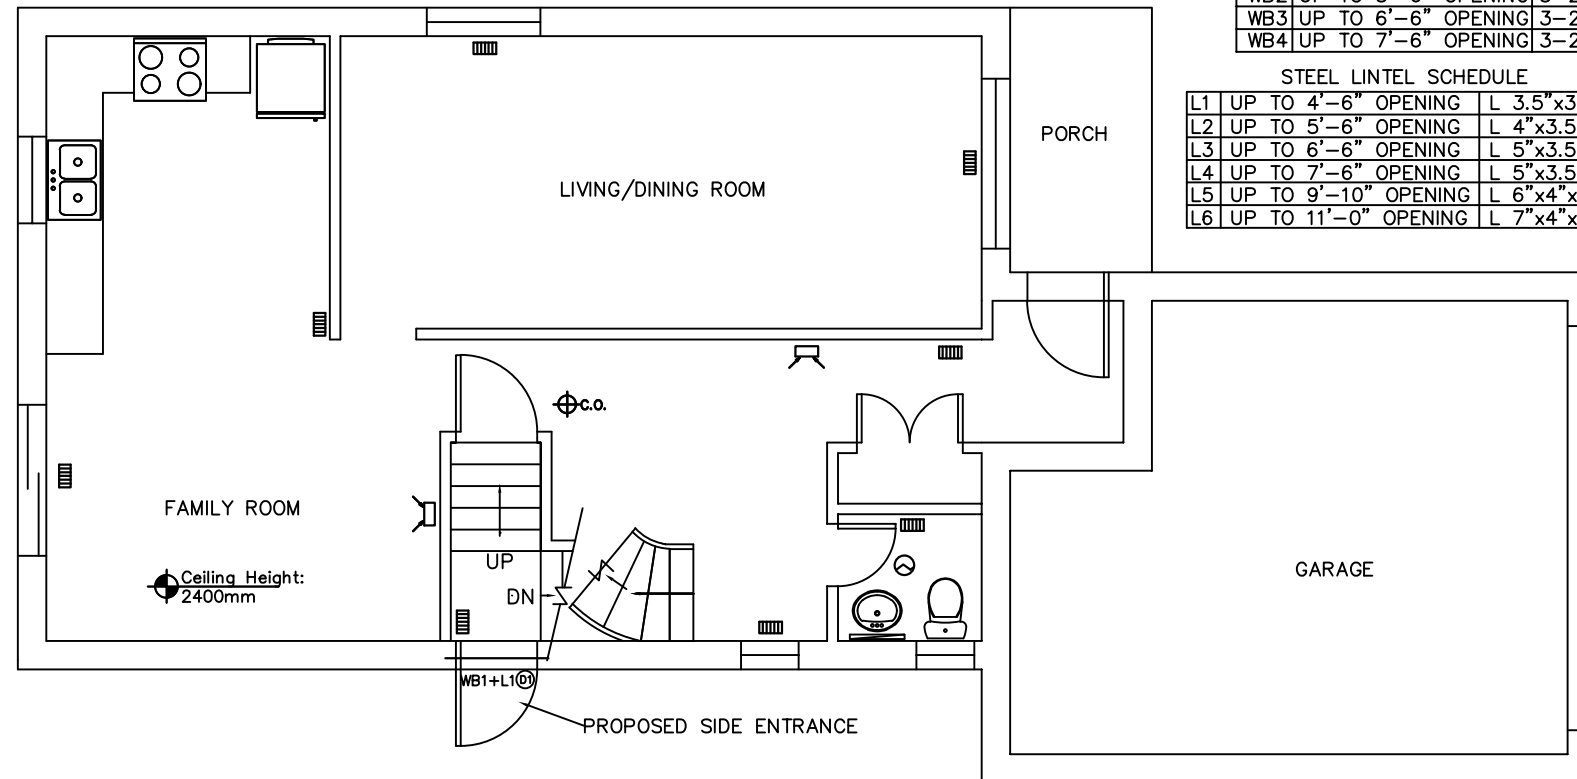 WB3 UP TO 6'-6" OPENING 3-2
WB4 UP TO 7'-6" OPENING 3-2
STEEL LINTEL SCHEDULE
L1 UP TO 4'-6" OPENING L 3.5"x3
L2 UP TO 5'-6" OPENING L 4"x3.5
L3 UP TO 6'-6" OPENING L 5"x3.5
L4 UP TO 7'-6" OPENING L 5"x3.5
L5 UP TO 9'-10" OPENING L 6"x4"x
L6 UP TO 11'-0" OPENING L 7"x4"x
PORCH
LIVING/DINING ROOM
C.O.
FAMILY ROOM
UP
Ceiling Height:
2400mm
DN
GARAGE
WB1+L1 D1
PROPOSED SIDE ENTRANCE